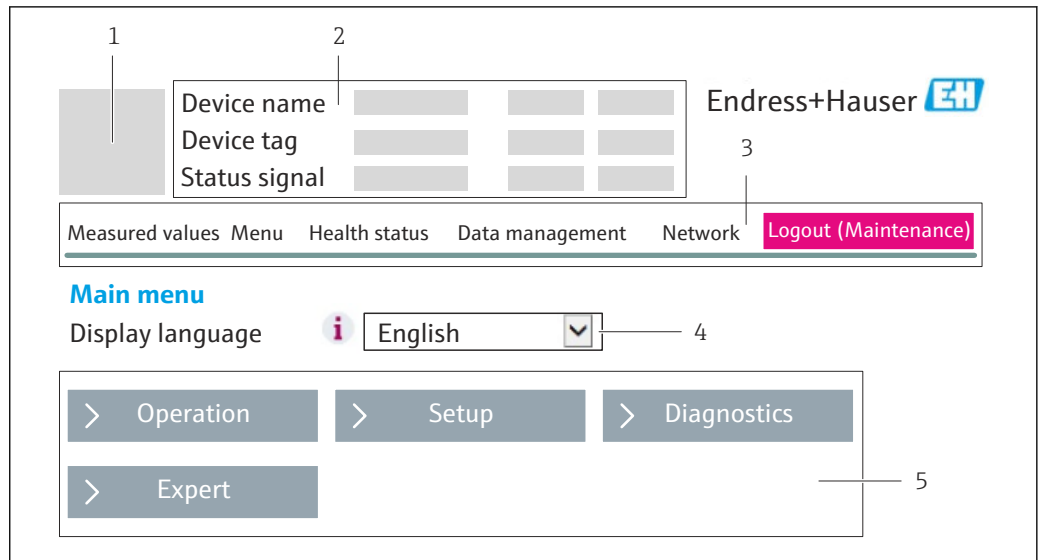 1
2
Device name
Device tag
Status signal
Endress+Hauser EH
3
Measured values Menu Health status Data management Network Logout (Maintenance)
Main menu
Display language i English
4
> Operation > Setup > Diagnostics
> Expert
5